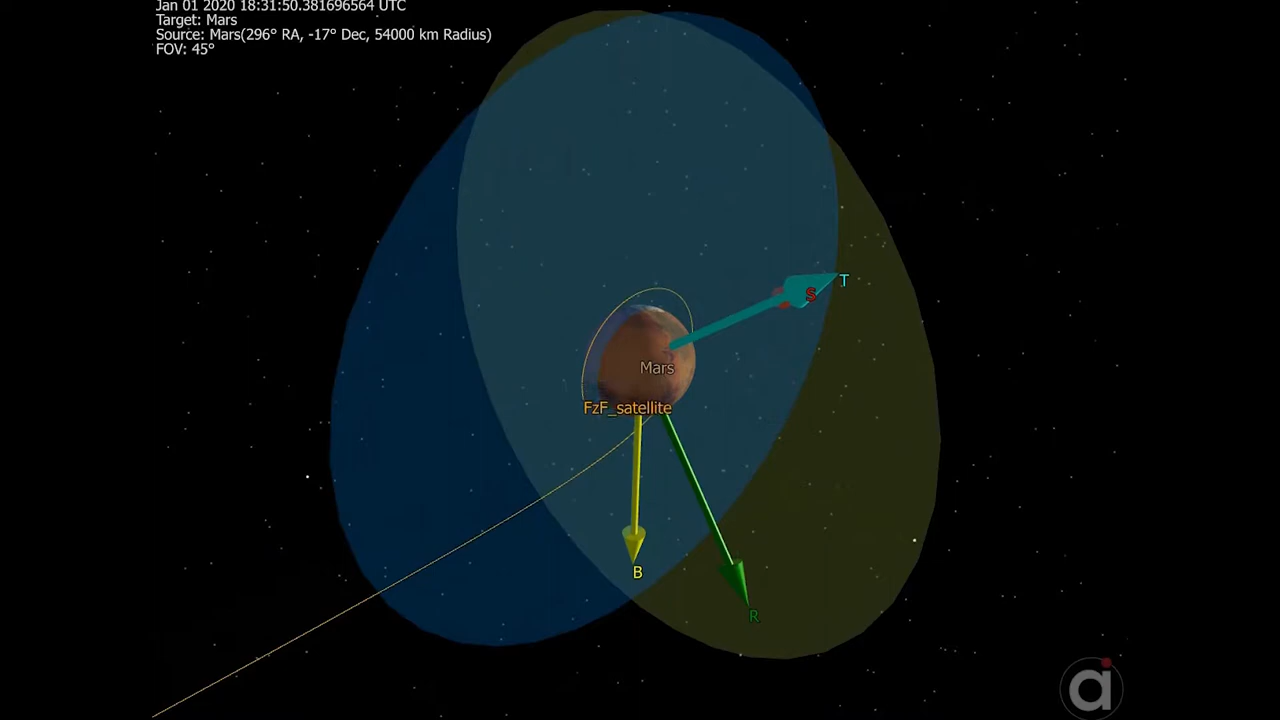 Jan 01 2020 18:31:50.381696564 UTC
Target: Mars
Source: Mars(296° RA, -17° Dec, 54000 km Radius)
FOV: 45°
T
S
Mars
FzF_satellite
B
R
a